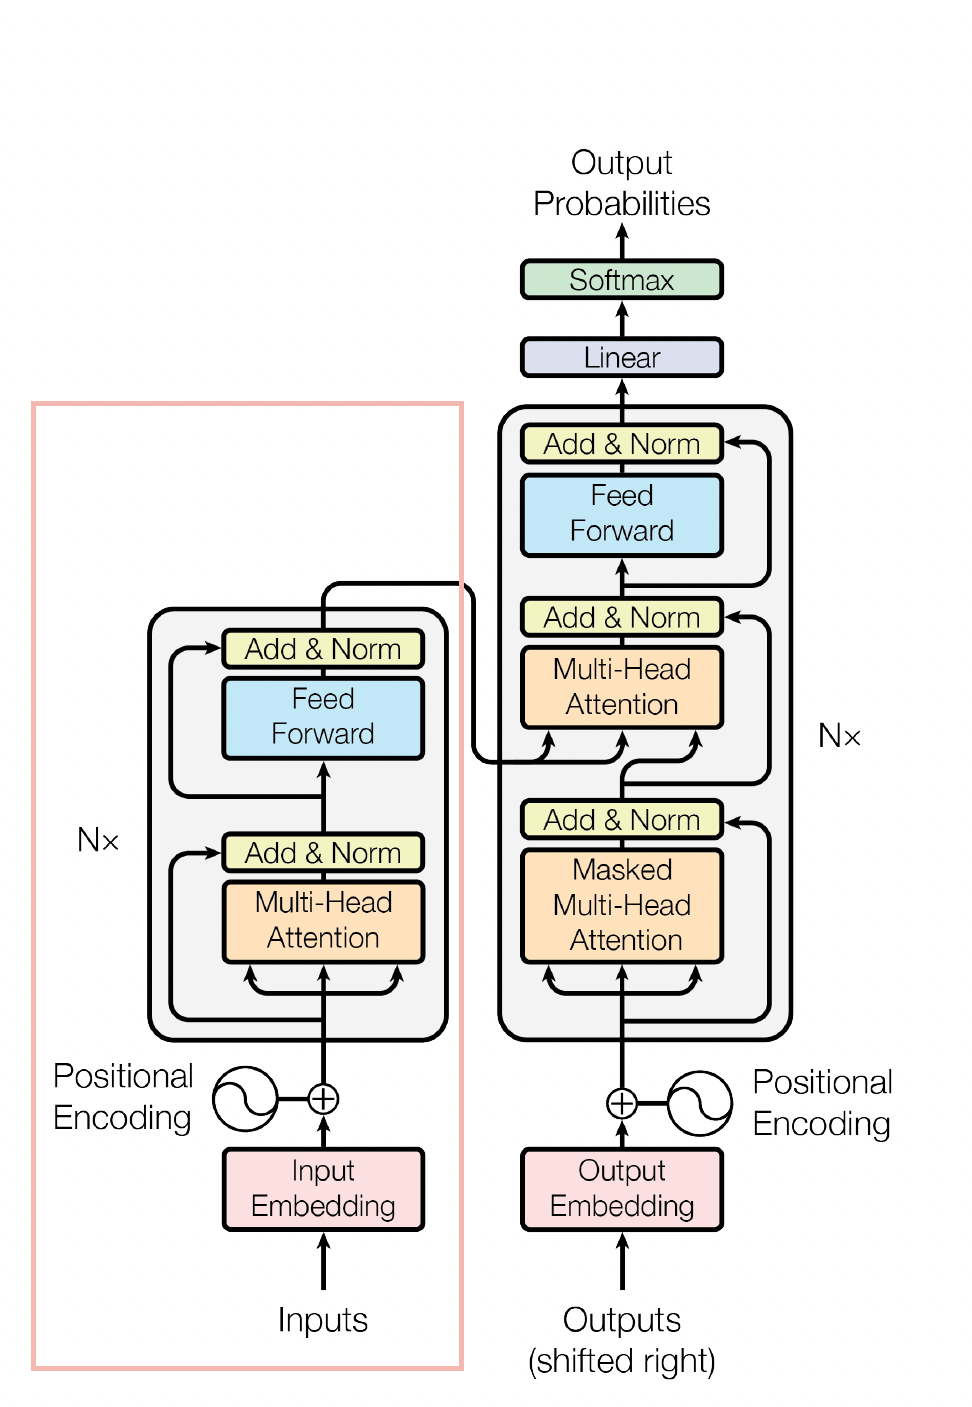 Output
Probabilities
Softmax
Linear
Add & Norm
Feed
Forward
Add & Norm
Multi-Head
Attention
Nx
Add & Norm
Masked
Multi-Head
Attention
Positional
Encoding
Output
Embedding
Outputs
(shifted right)
Add & Norm
Feed
Forward
Nx
Add & Norm
Multi-Head
Attention
Positional
Encoding
Input
Embedding
Inputs